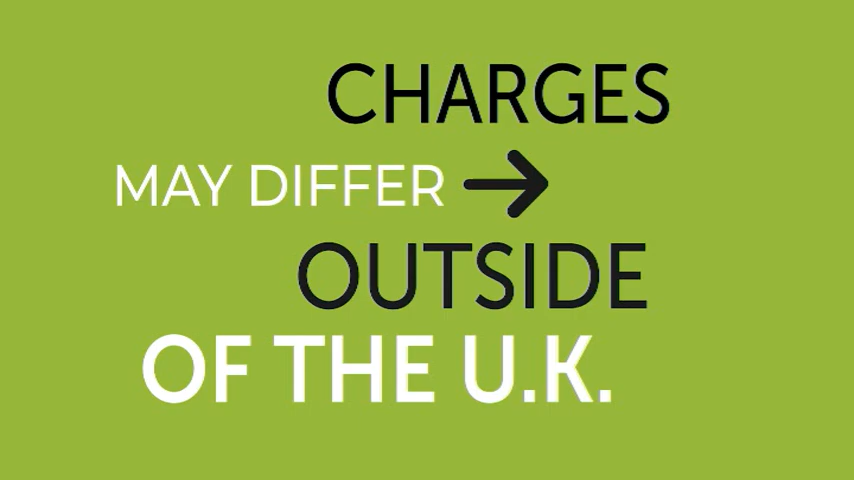 CHARGES
MAY DIFFER →
OUTSIDE
OF THE U.K.